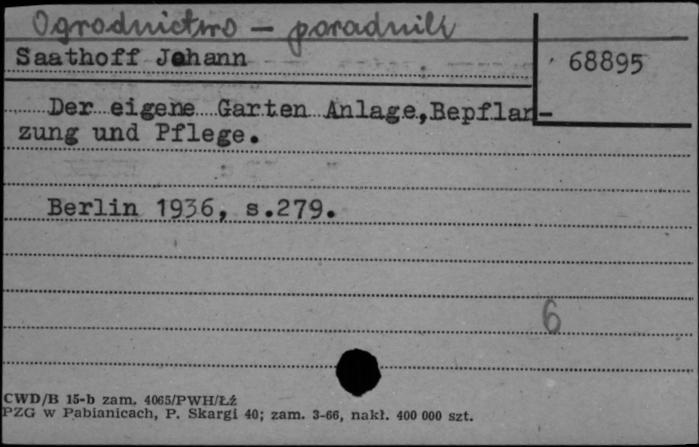 Ogrodnictwo - poradniki
Saathoff Johann
68895
Der eigene Garten Anlage,Bepflan-
zung und Pflege.
Berlin 1936, s.279.
6
CWD/B 15-b zam. 4065/PWH/Łź
PZG w Pabianicach, P. Skargi 40; zam. 3-66, nakł. 400 000 szt.